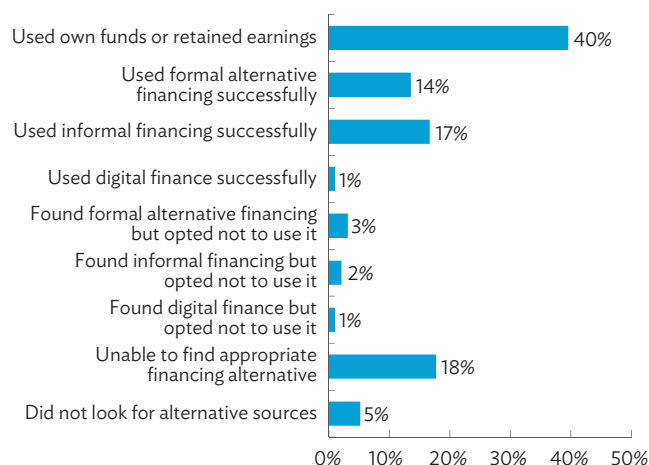 Used own funds or retained earnings
40%
Used formal alternative
financing successfully
14%
Used informal financing successfully
17%
Used digital finance successfully
1%
Found formal alternative financing
but opted not to use it
3%
Found informal financing but
opted not to use it
2%
Found digital finance but
opted not to use it
1%
Unable to find appropriate
financing alternative
18%
Did not look for alternative sources
5%
0% 10% 20% 30% 40% 50%